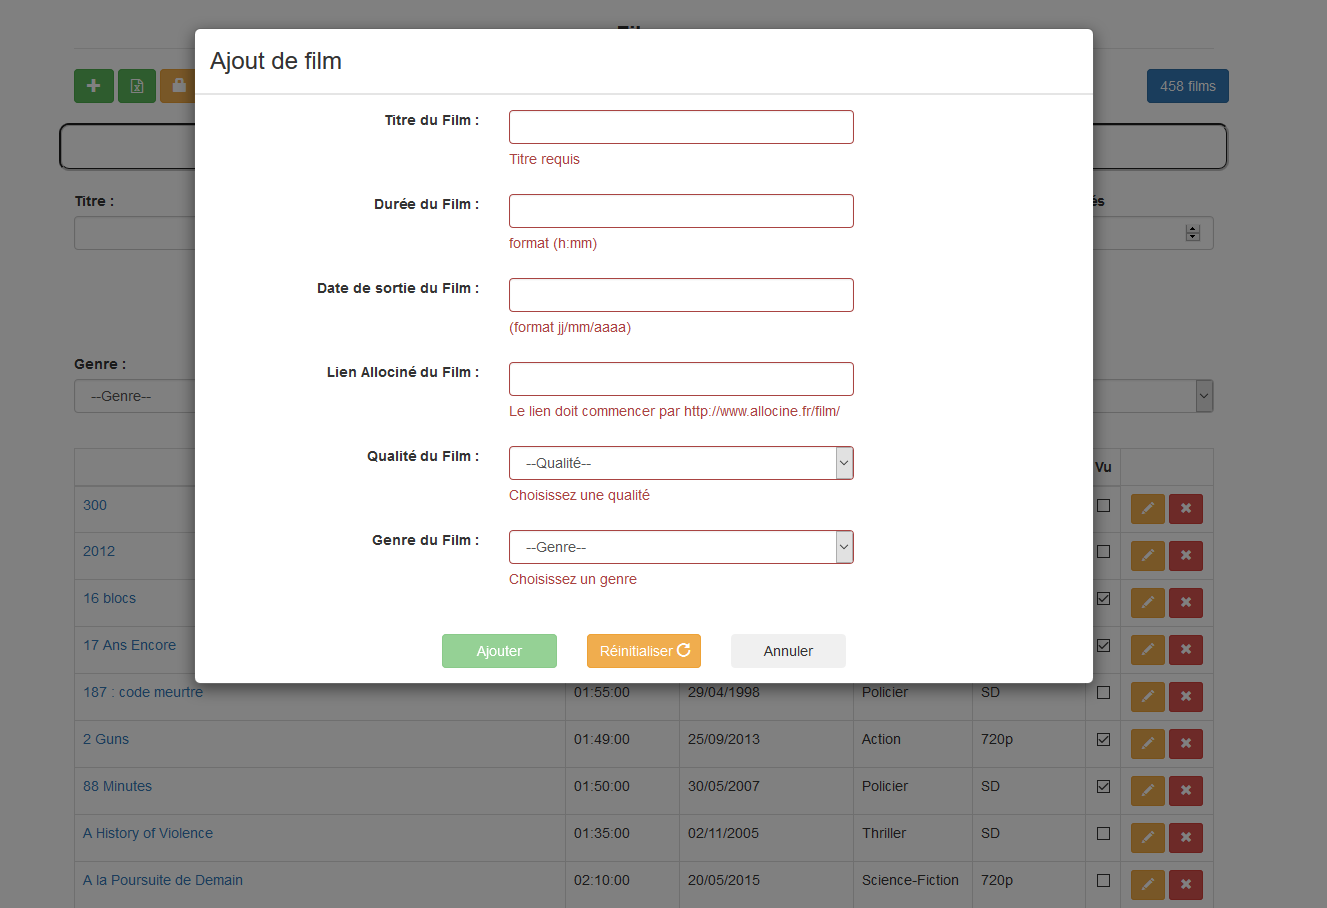 Ajout de film
458 films
Titre du Film :
Titre requis
Titre :
Durée du Film :
format (h:mm)
Date de sortie du Film :
(format jj/mm/aaaa)
Genre :
--Genre--
Lien Allociné du Film :
Le lien doit commencer par http://www.allocine.fr/film/
Qualité du Film :
--Qualité--
Choisissez une qualité
Vu
300
Genre du Film :
--Genre--
Choisissez un genre
2012
16 blocs
17 Ans Encore
Ajouter
Réinitialiser
Annuler
187 : code meurtre 01:55:00 29/04/1998 Policier SD
2 Guns 01:49:00 25/09/2013 Action 720p
88 Minutes 01:50:00 30/05/2007 Policier SD
A History of Violence 01:35:00 02/11/2005 Thriller SD
A la Poursuite de Demain 02:10:00 20/05/2015 Science-Fiction 720p